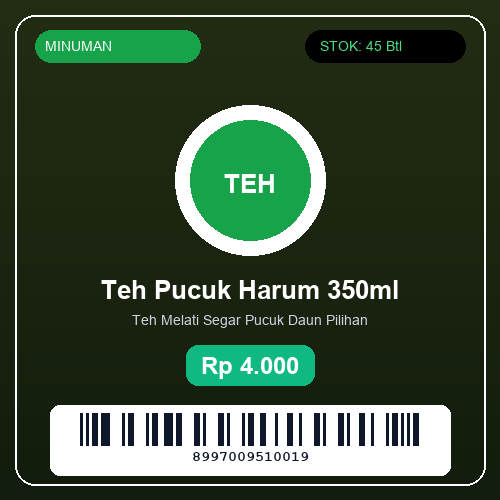 MINUMAN
STOK: 45 Btl
TEH
Teh Pucuk Harum 350ml
Teh Melati Segar Pucuk Daun Pilihan
Rp 4.000
8997009510019